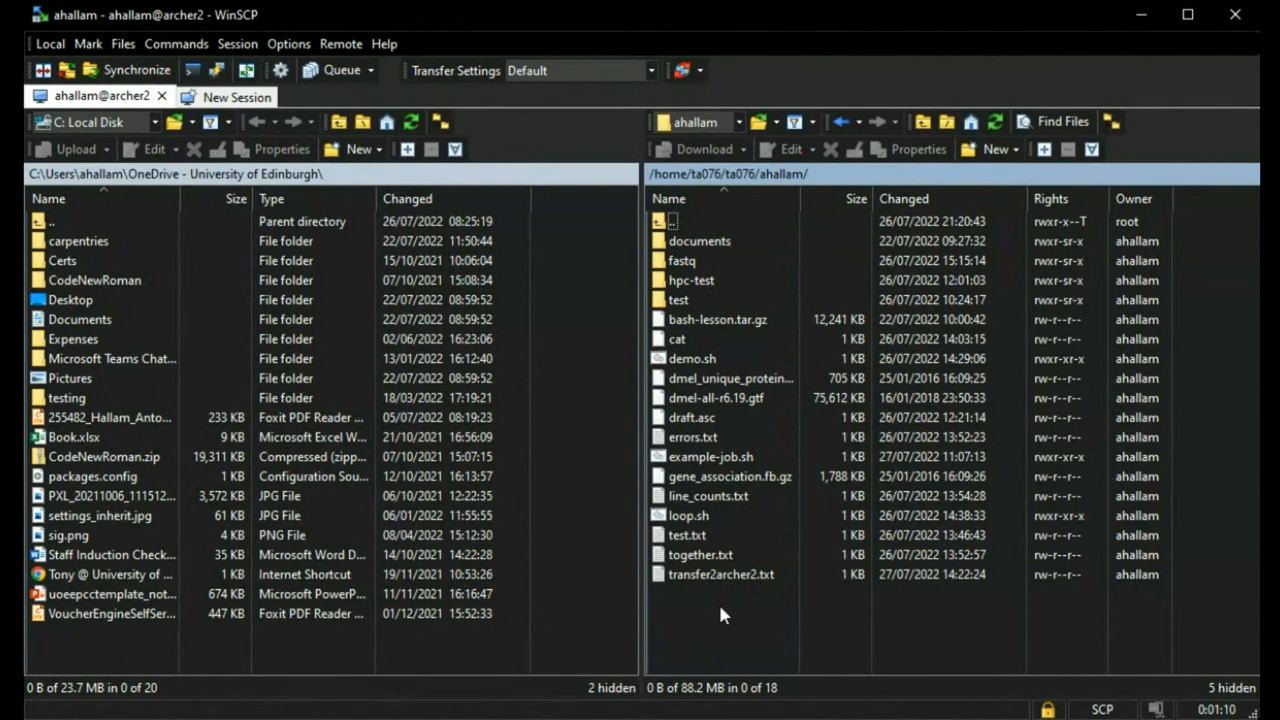 ahallam - ahallam@archer2 - WinSCP
Local Mark Files Commands Session Options Remote Help
Synchronize Queue Transfer Settings Default
ahallam@archer2 New Session
C: Local Disk
Upload Edit Properties New
C:\Users\ahallam\OneDrive - University of Edinburgh\
Name Size Type Changed
.. Parent directory 26/07/2022 08:25:19
carpentries File folder 22/07/2022 11:50:44
Certs File folder 15/10/2021 10:06:04
CodeNewRoman File folder 07/10/2021 15:08:34
Desktop File folder 22/07/2022 08:59:52
Documents File folder 22/07/2022 08:59:52
Expenses File folder 02/06/2022 16:23:06
Microsoft Teams Chat... File folder 13/01/2022 16:12:40
Pictures File folder 22/07/2022 08:59:52
testing File folder 18/03/2022 17:19:21
255482_Hallam_Anto... 233 KB Foxit PDF Reader ... 05/07/2022 08:19:23
Book.xlsx 9 KB Microsoft Excel W... 21/10/2021 16:56:09
CodeNewRoman.zip 19,311 KB Compressed (zipp... 07/10/2021 15:07:15
packages.config 1 KB Configuration Sou... 12/10/2021 16:13:57
PXL_20211006_111512... 3,572 KB JPG File 06/10/2021 12:22:35
settings_inherit.jpg 61 KB JPG File 06/01/2022 11:55:55
sig.png 4 KB PNG File 08/04/2022 15:12:30
Staff Induction Check... 35 KB Microsoft Word D... 14/10/2021 14:22:28
Tony @ University of ... 1 KB Internet Shortcut 19/11/2021 10:53:26
uoeepcctemplate_not... 674 KB Microsoft PowerP... 11/11/2021 16:16:47
VoucherEngineSelfSer... 447 KB Foxit PDF Reader ... 01/12/2021 15:52:33
0 B of 23.7 MB in 0 of 20 2 hidden
ahallam Find Files
Download Edit Properties New
/home/ta076/ta076/ahallam/
Name Size Changed Rights Owner
.. 26/07/2022 21:20:43 rwxr-x--T root
documents 22/07/2022 09:27:32 rwxr-sr-x ahallam
fastq 26/07/2022 15:15:14 rwxr-sr-x ahallam
hpc-test 26/07/2022 12:01:03 rwxr-sr-x ahallam
test 26/07/2022 10:24:17 rwxr-sr-x ahallam
bash-lesson.tar.gz 12,241 KB 22/07/2022 10:00:42 rw-r--r-- ahallam
cat 1 KB 26/07/2022 14:03:15 rw-r--r-- ahallam
demo.sh 1 KB 26/07/2022 14:29:06 rwxr-xr-x ahallam
dmel_unique_protein... 705 KB 25/01/2016 16:09:25 rw-r--r-- ahallam
dmel-all-r6.19.gtf 75,612 KB 16/01/2018 23:50:33 rw-r--r-- ahallam
draft.asc 1 KB 26/07/2022 12:21:14 rw-r--r-- ahallam
errors.txt 1 KB 26/07/2022 13:52:23 rw-r--r-- ahallam
example-job.sh 1 KB 27/07/2022 11:07:13 rwxr-xr-x ahallam
gene_association.fb.gz 1,788 KB 25/01/2016 16:09:26 rw-r--r-- ahallam
line_counts.txt 1 KB 26/07/2022 13:54:28 rw-r--r-- ahallam
loop.sh 1 KB 26/07/2022 14:38:33 rwxr-xr-x ahallam
test.txt 1 KB 26/07/2022 13:46:43 rw-r--r-- ahallam
together.txt 1 KB 26/07/2022 13:52:57 rw-r--r-- ahallam
transfer2archer2.txt 1 KB 27/07/2022 14:22:24 rw-r--r-- ahallam
0 B of 88.2 MB in 0 of 18 5 hidden
SCP 0:01:10